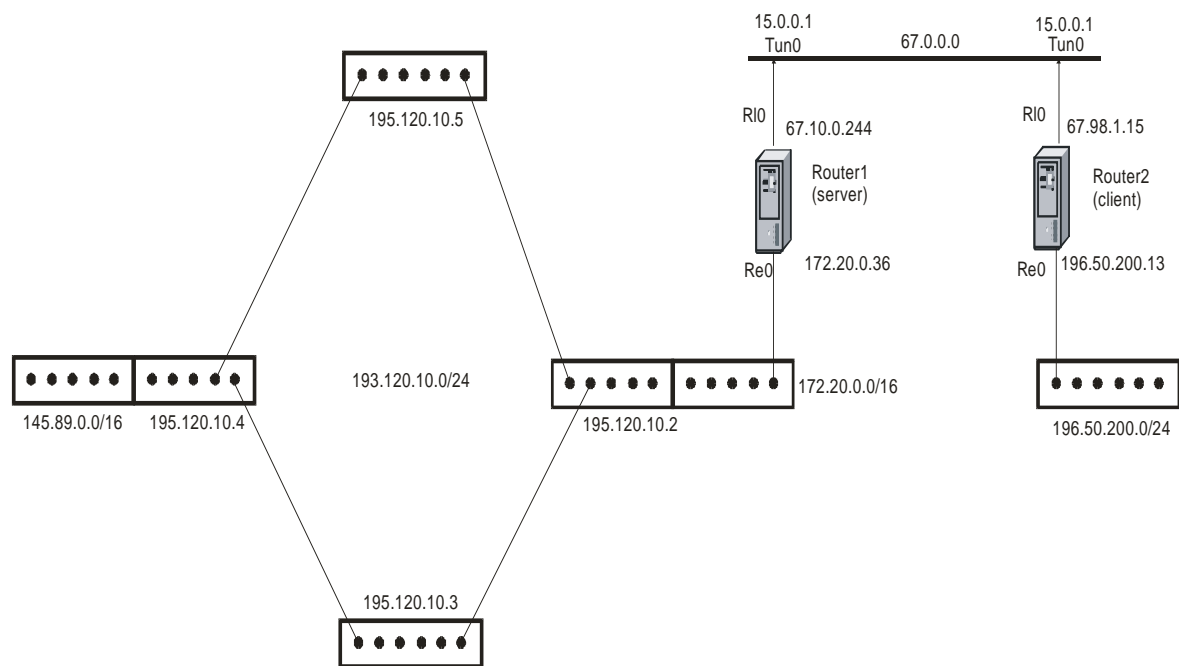 15.0.0.1
Tun0
67.0.0.0
15.0.0.1
Tun0
195.120.10.5
Rl0
67.10.0.244
Router1
(server)
Rl0
67.98.1.15
Router2
(client)
Re0
172.20.0.36
Re0
196.50.200.13
193.120.10.0/24
172.20.0.0/16
145.89.0.0/16
195.120.10.4
195.120.10.2
196.50.200.0/24
195.120.10.3